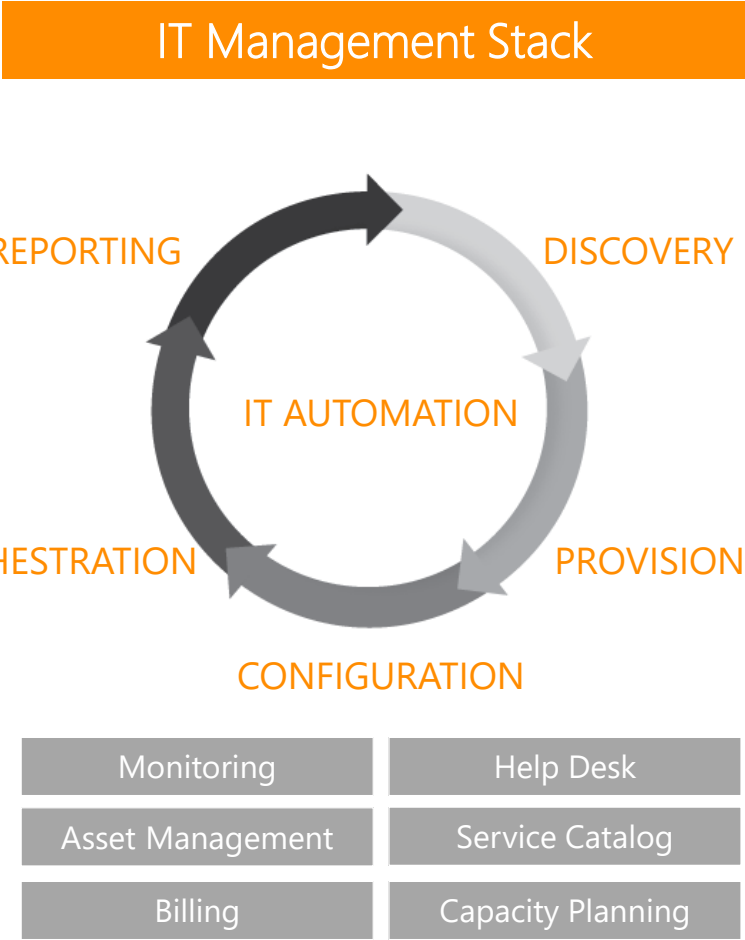 IT Management Stack
REPORTING
DISCOVERY
IT AUTOMATION
HESTRATION
PROVISION
CONFIGURATION
Monitoring
Help Desk
Asset Management
Service Catalog
Billing
Capacity Planning